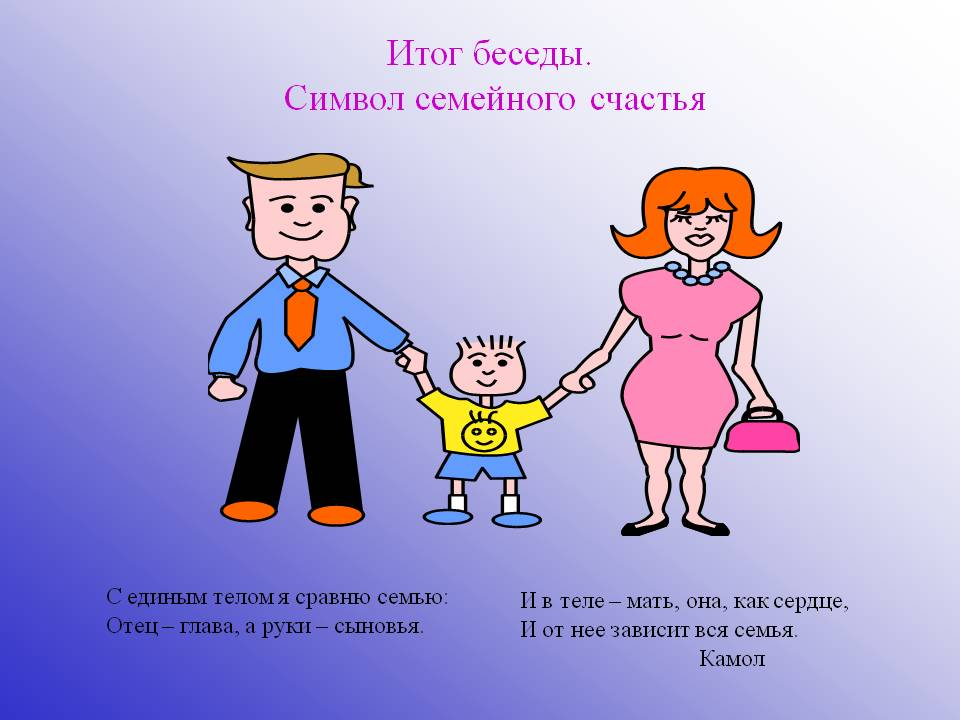 Итог беседы.
Символ семейного счастья
С единым телом я сравню семью:
Отец – глава, а руки – сыновья.
И в теле – мать, она, как сердце,
И от нее зависит вся семья.
Камол